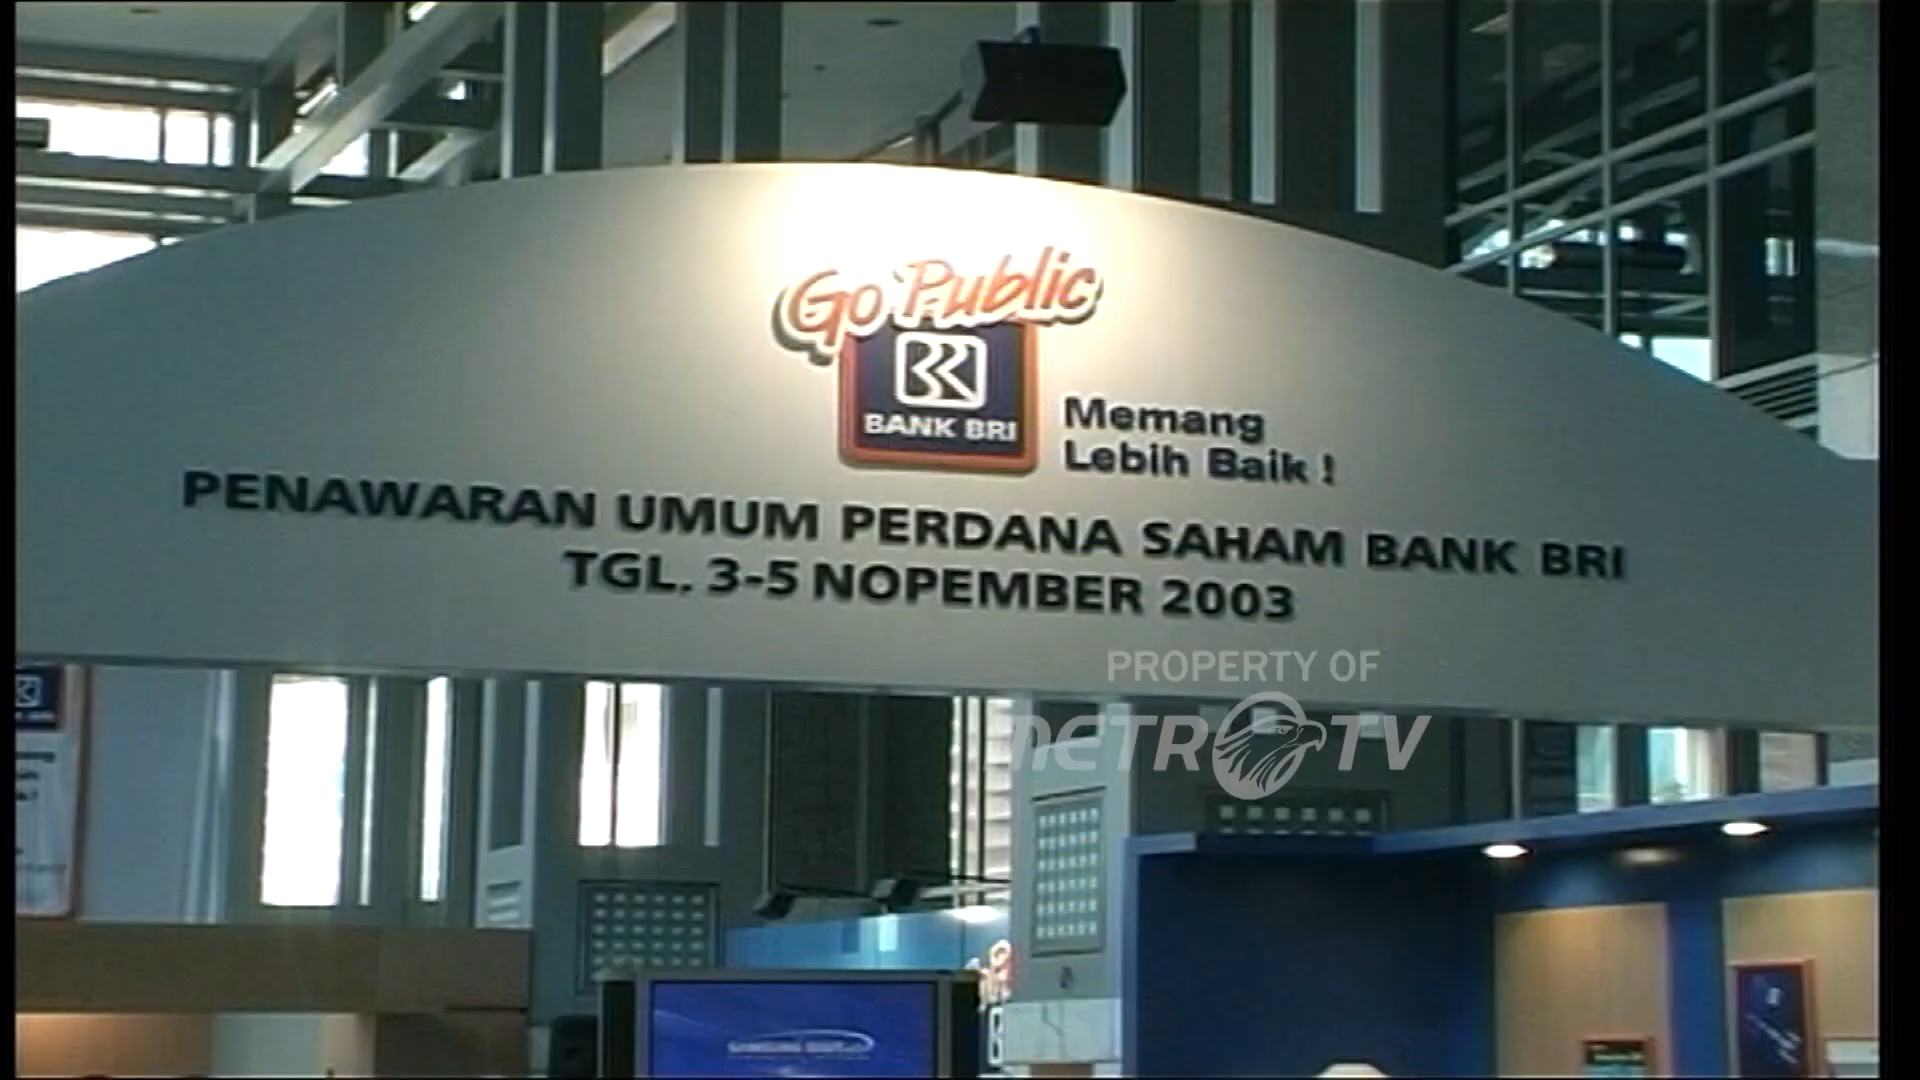 Go Public
BANK BRI
Memang
Lebih Baik !
PENAWARAN UMUM PERDANA SAHAM BANK BRI
TGL. 3-5 NOPEMBER 2003
PROPERTY OF
METRO TV
SAMSUNG